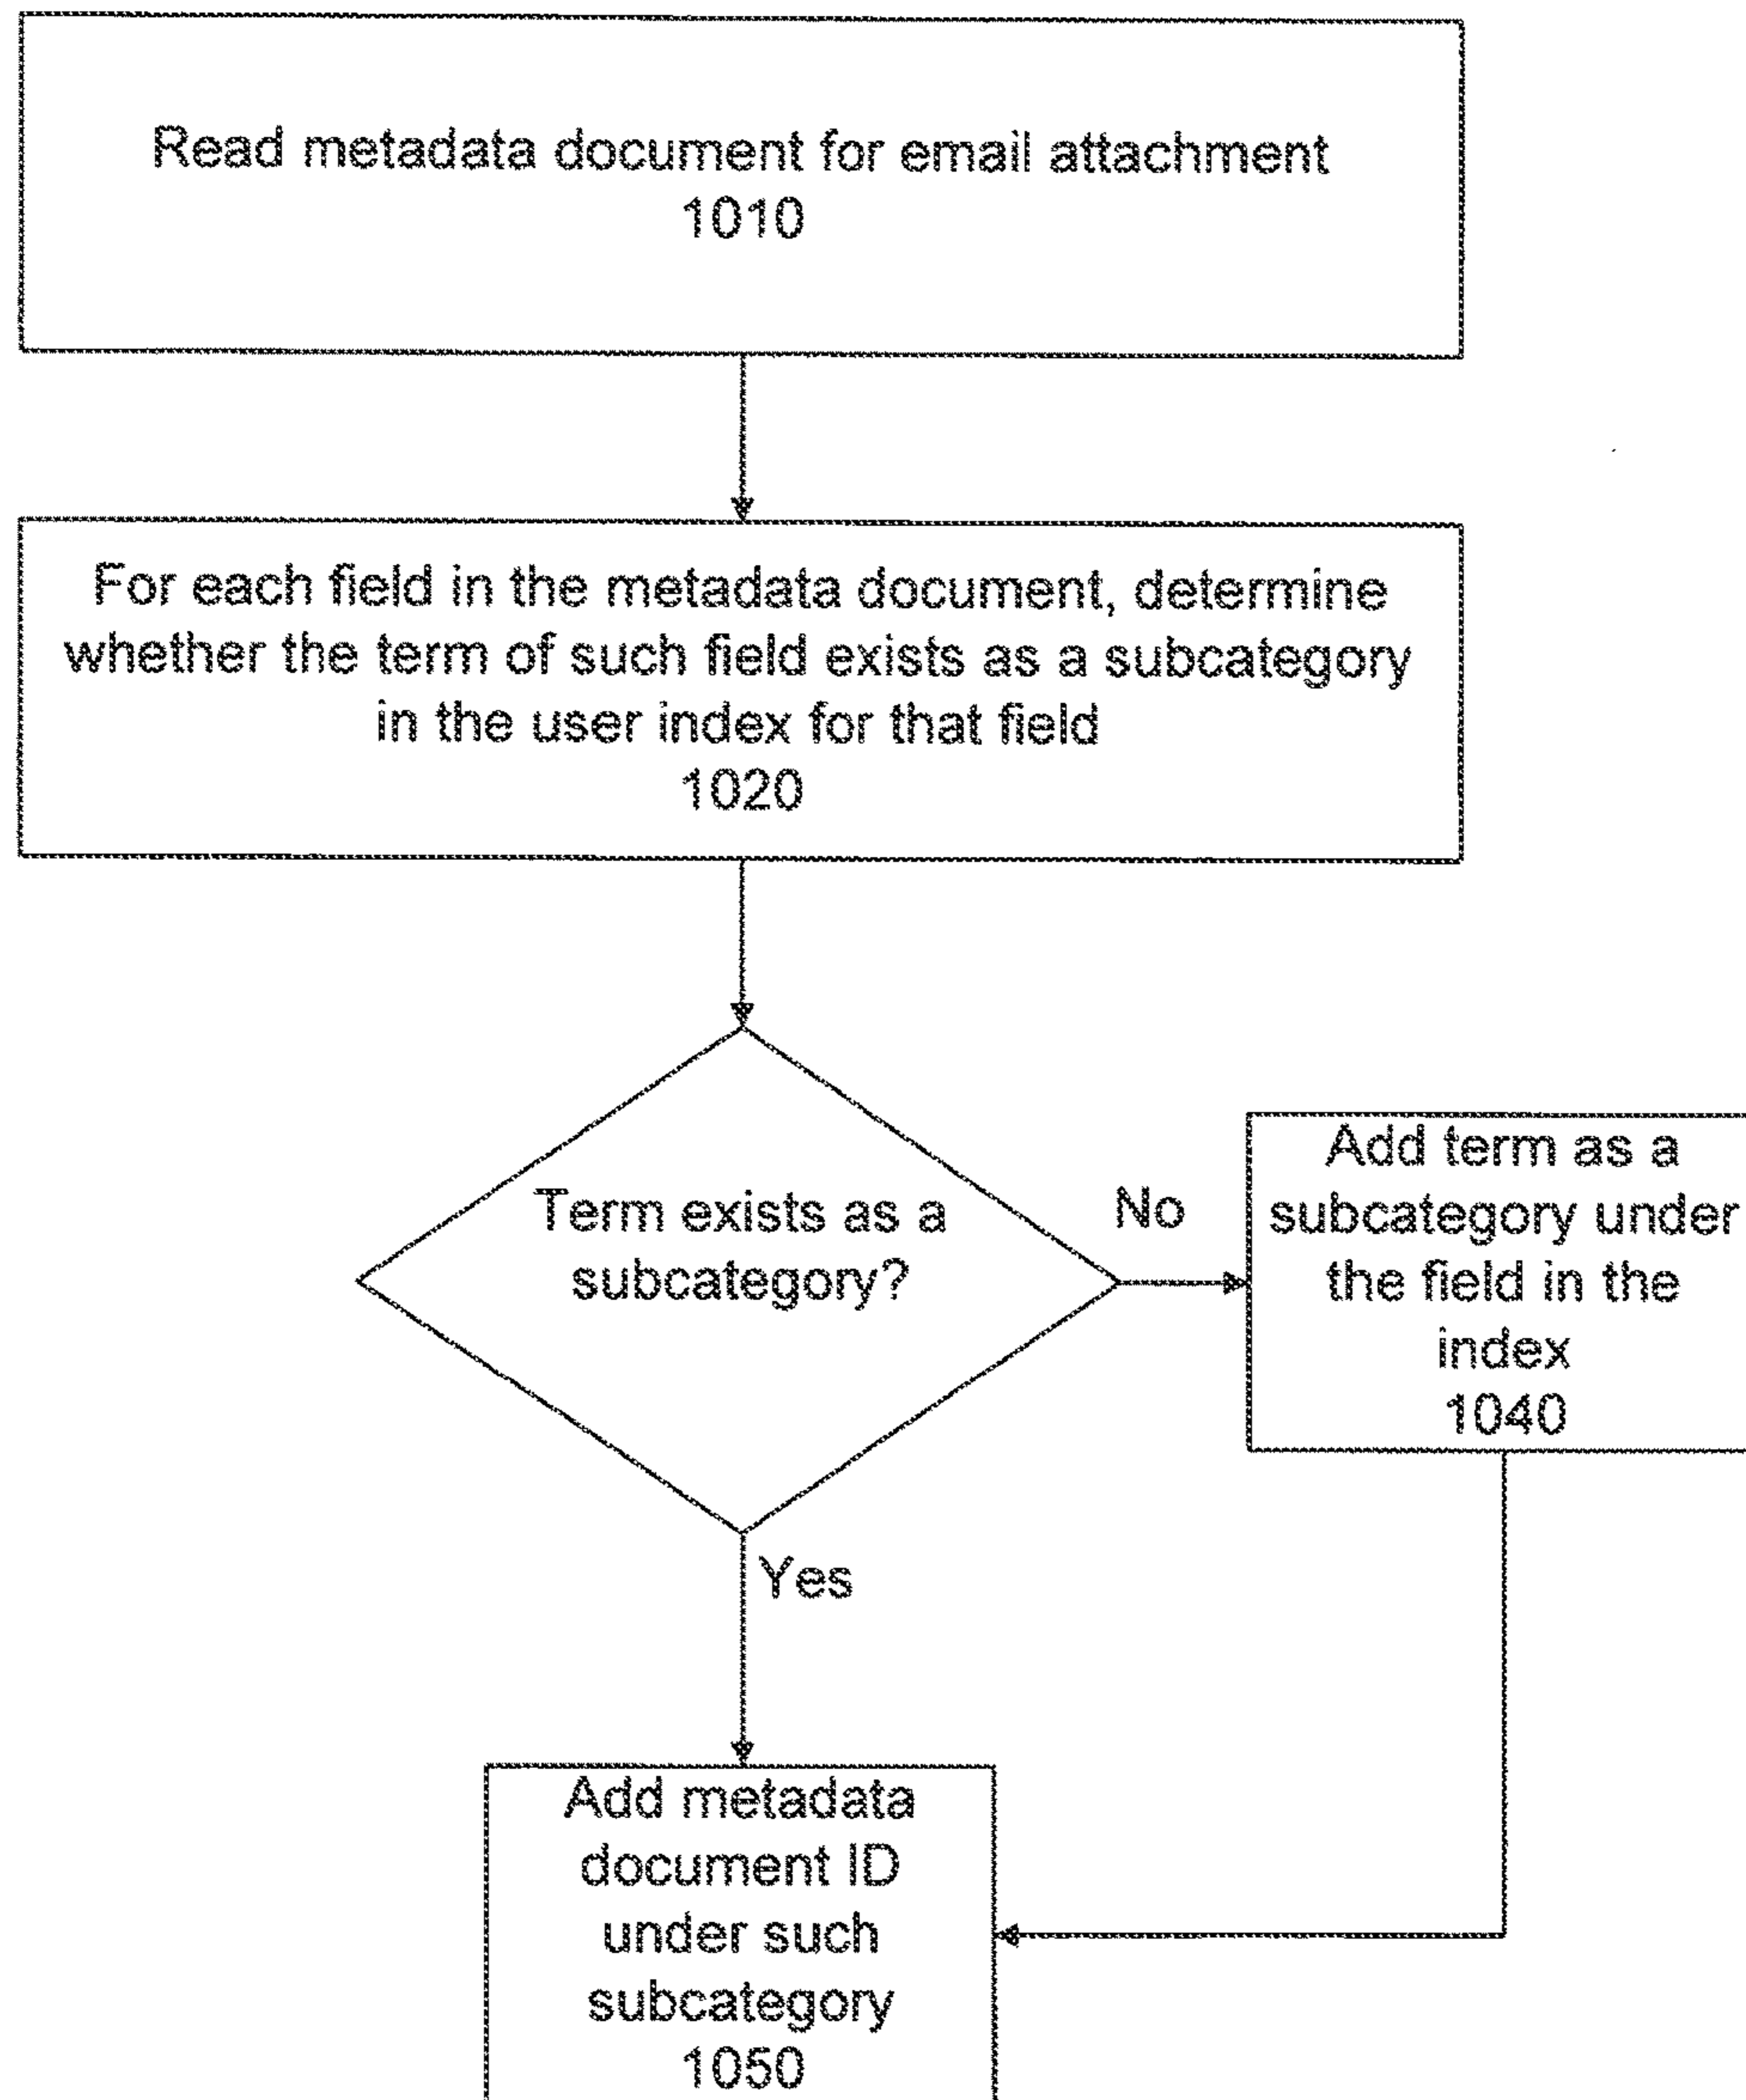 Read metadata document for email attachment
1010
For each field in the metadata document, determine
whether the term of such field exists as a subcategory
in the user index for that field
1020
Term exists as a
subcategory?
No
Add term as a
subcategory under
the field in the
index
1040
Yes
Add metadata
document ID
under such
subcategory
1050